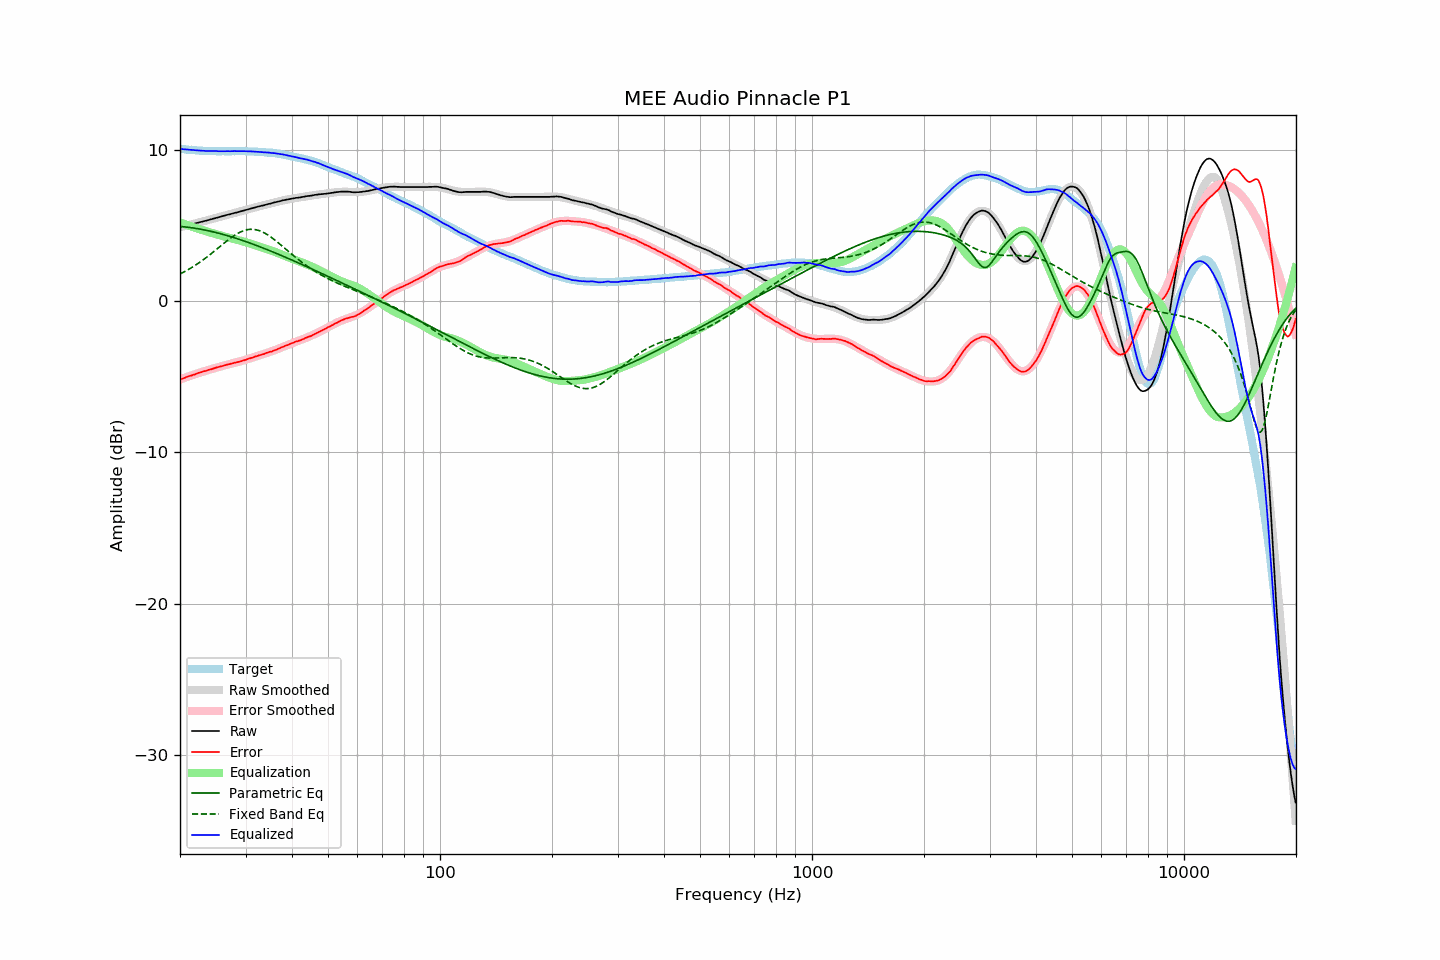 MEE Audio Pinnacle P1
10
0
−10
−20
−30
Amplitude (dBr)
Target
Raw Smoothed
Error Smoothed
Raw
Error
Equalization
Parametric Eq
Fixed Band Eq
Equalized
100
1000
10000
Frequency (Hz)